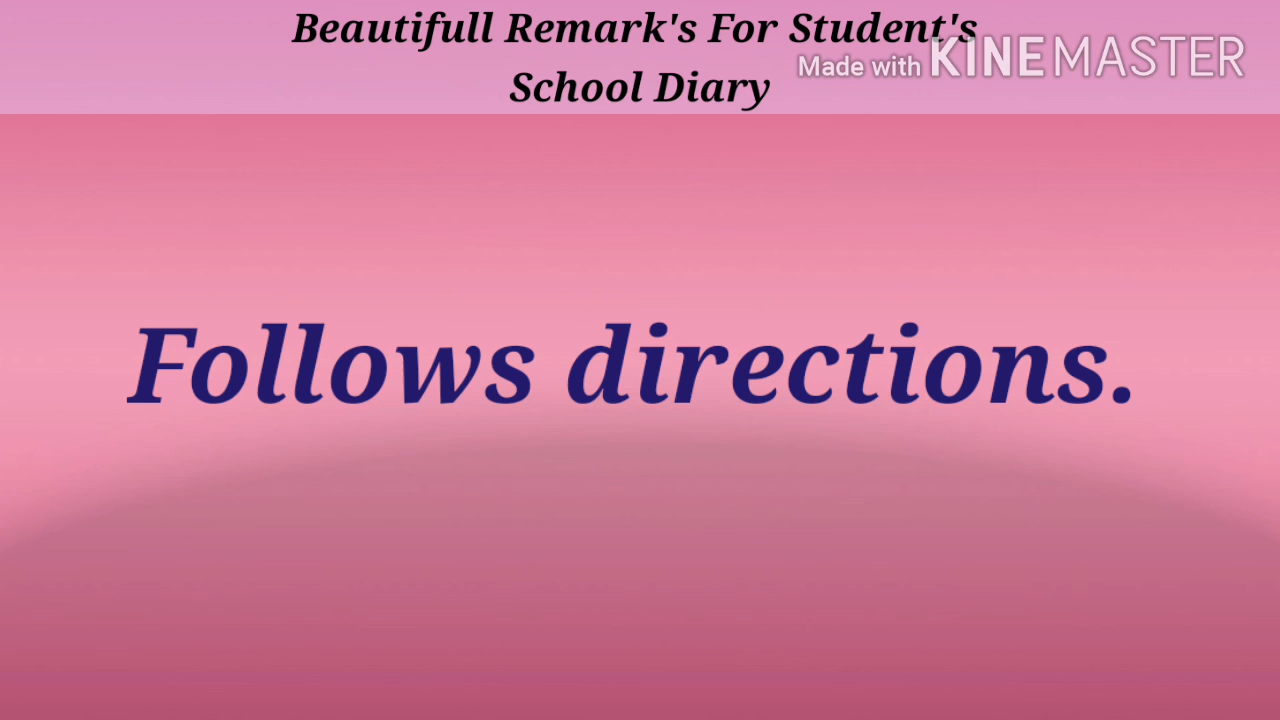 Beautifull Remark's For Student's
Made with KINEMASTER
School Diary
Follows directions.